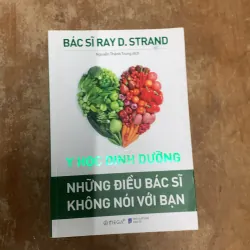 BÁC SĨ RAY D. STRAND
Y HỌC DINH DƯỠNG
NHỮNG ĐIỀU BÁC SĨ
KHÔNG NÓI VỚI BẠN